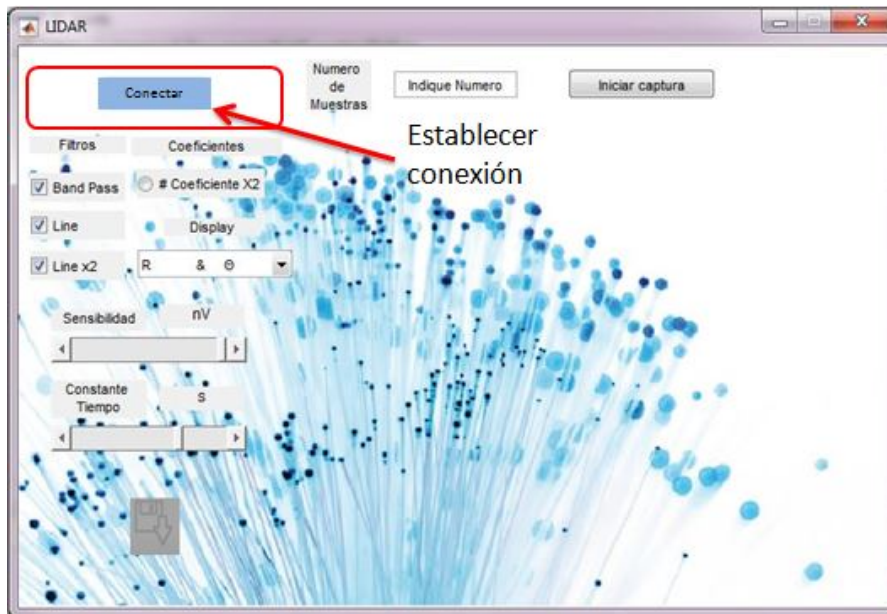 LIDAR
Conectar
Numero
de
Muestras
Indique Numero
Iniciar captura
Establecer
conexión
Filtros
Coeficientes
Band Pass
# Coeficiente X2
Line
Display
Line x2
R & Θ
Sensibilidad
nV
Constante
Tiempo
s